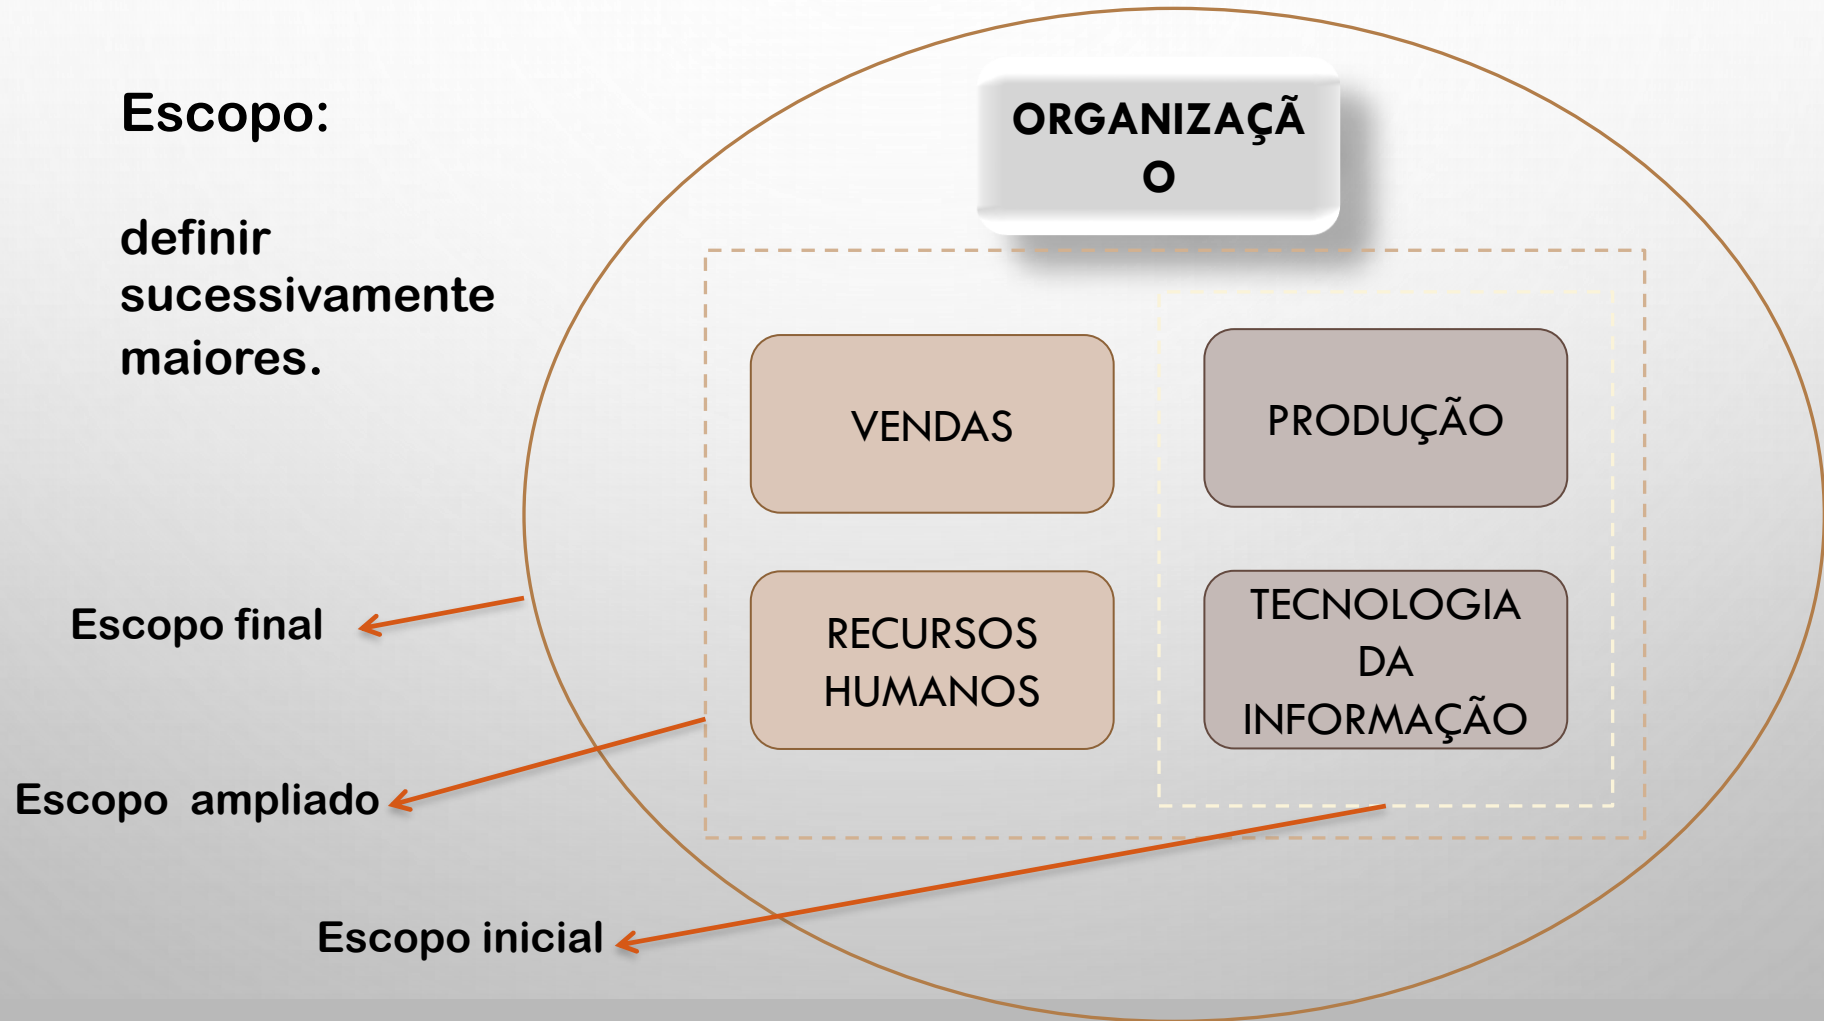 Escopo:
definir
sucessivamente
maiores.
ORGANIZAÇÃ
O
VENDAS
PRODUÇÃO
RECURSOS
HUMANOS
TECNOLOGIA
DA
INFORMAÇÃO
Escopo final
Escopo ampliado
Escopo inicial